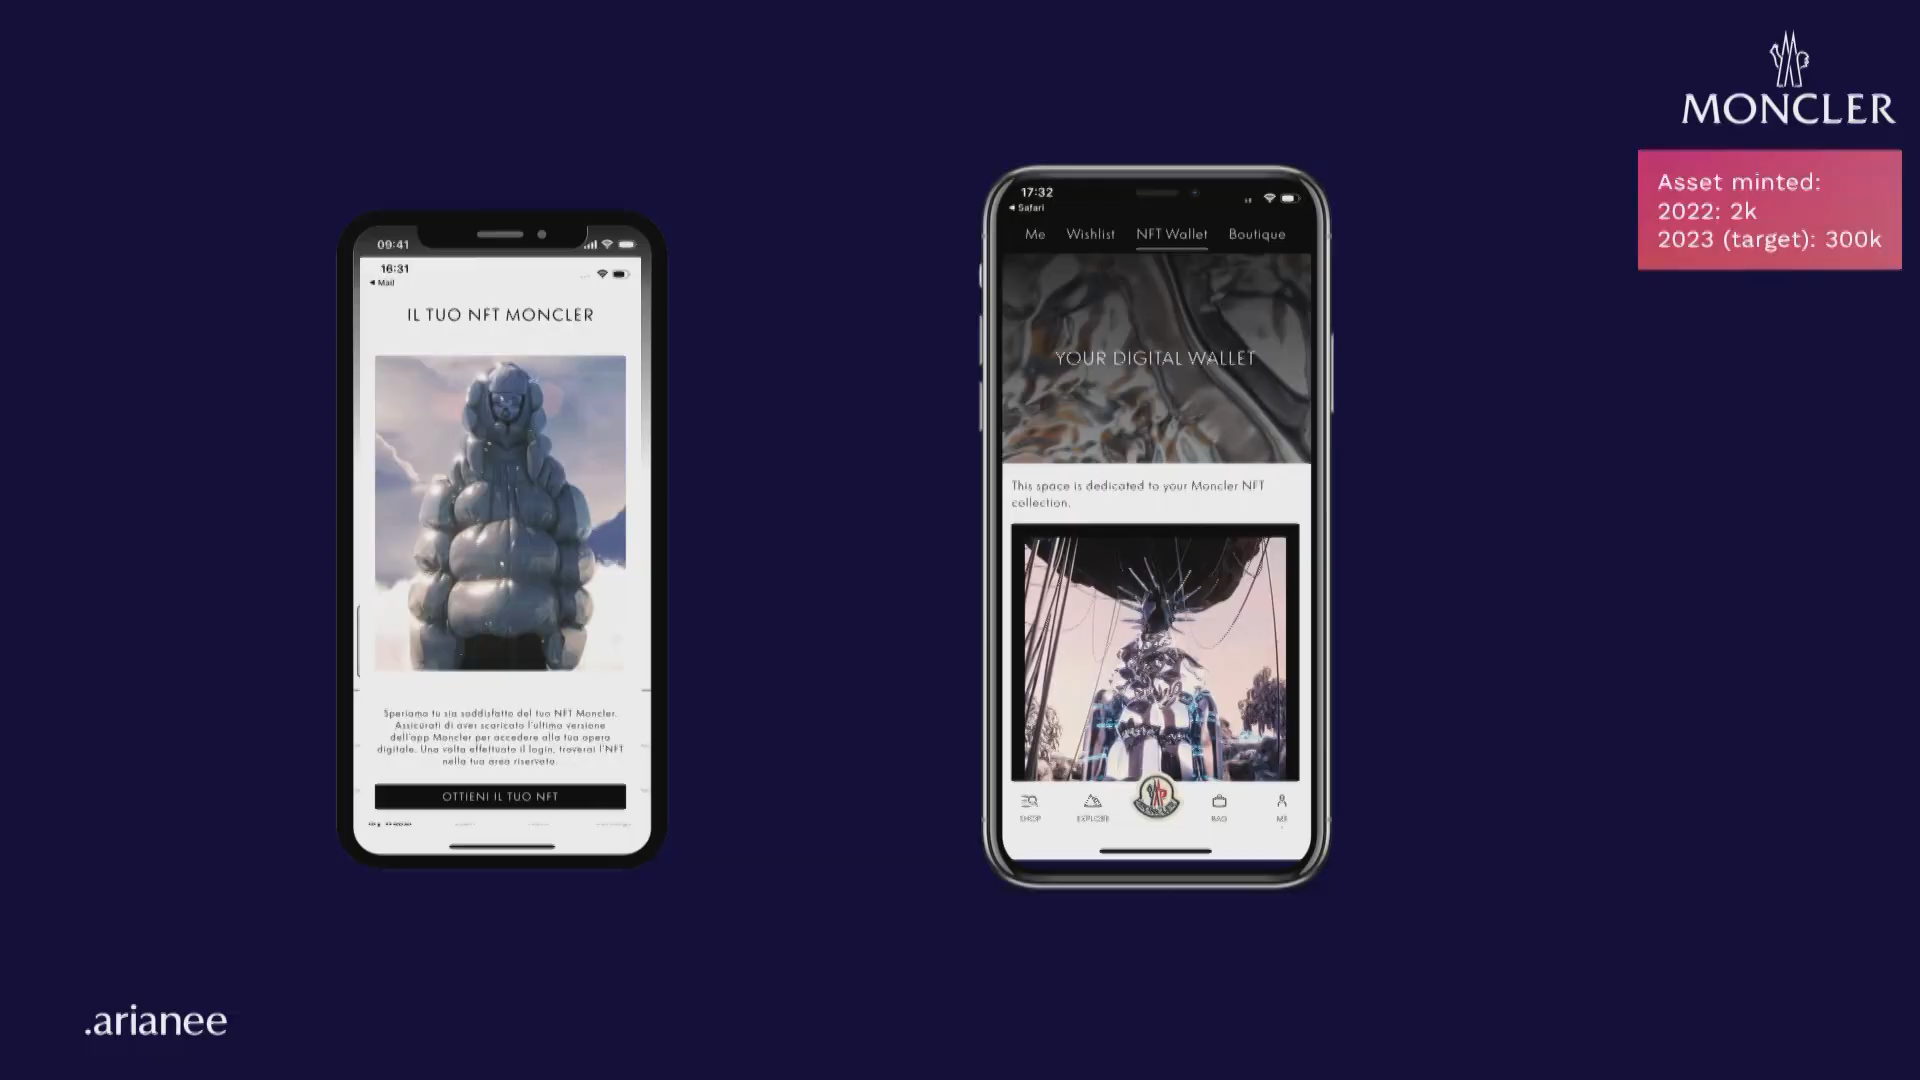 MONCLER
Asset minted:
2022: 2k
2023 (target): 300k
09:41
16:31
Mail
IL TUO NFT MONCLER
Speriamo tu sia soddisfatto del tuo NFT Moncler.
Assicurati di aver scaricato l'ultima versione
dell'app Moncler per accedere alla tua opera
digitale. Una volta effettuato il login, troverai l'NFT
nella tua area riservata.
OTTIENI IL TUO NFT
17:32
Safari
Me Wishlist NFT Wallet Boutique
YOUR DIGITAL WALLET
This space is dedicated to your Moncler NFT
collection.
MONCLER
SHOP EXPLORE BAG ME
.arianee